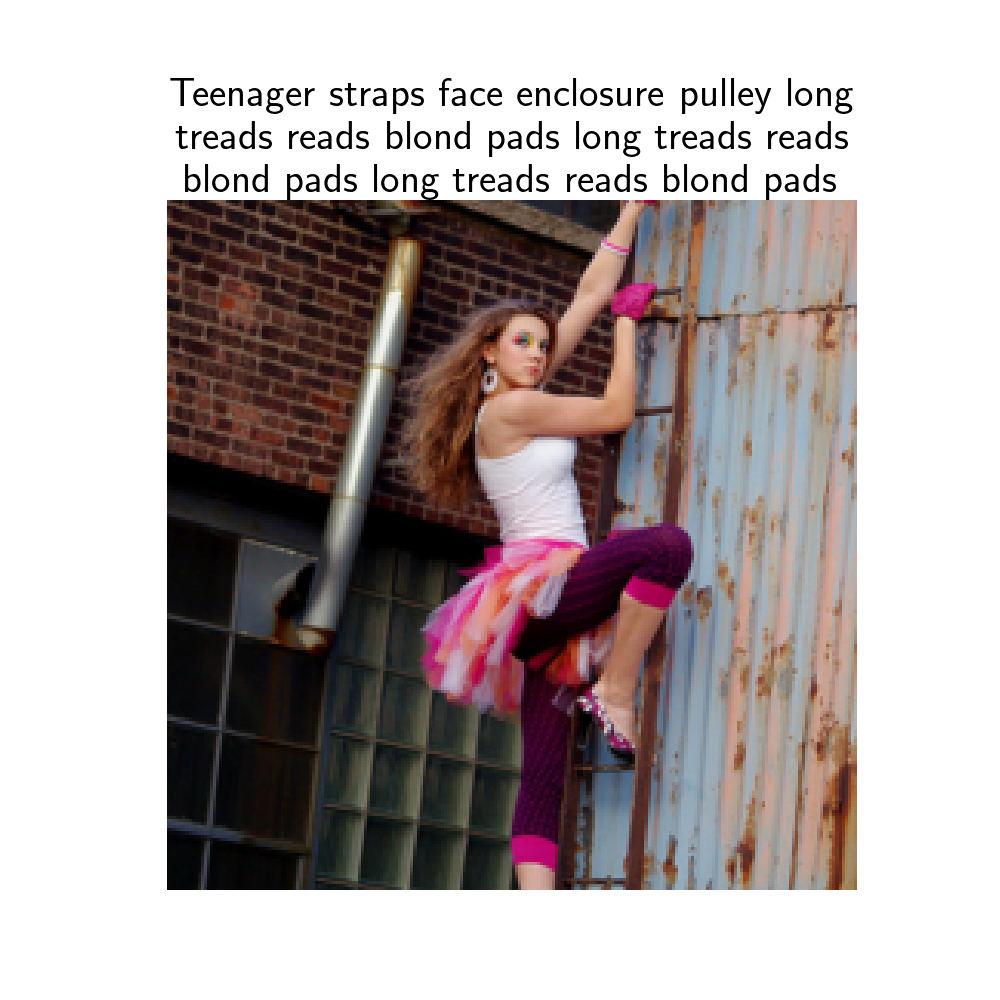 Teenager straps face enclosure pulley long
treads reads blond pads long treads reads
blond pads long treads reads blond pads